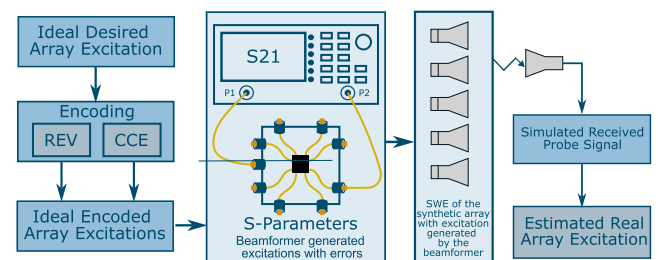 Ideal Desired
Array Excitation
Encoding
REV
CCE
Ideal Encoded
Array Excitations
S21
P1
P2
S-Parameters
Beamformer generated
excitations with errors
SWE of the
synthetic array
with excitation
generated
by the
beamformer
Simulated Received
Probe Signal
Estimated Real
Array Excitation